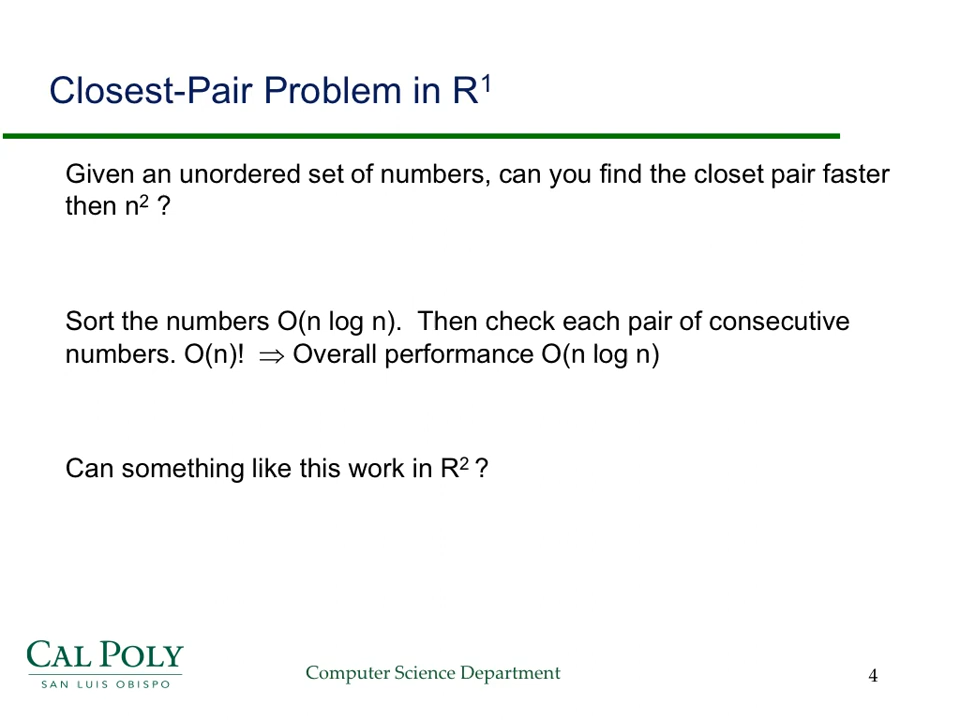 Closest-Pair Problem in R¹
Given an unordered set of numbers, can you find the closet pair faster
then n² ?
Sort the numbers O(n log n).  Then check each pair of consecutive
numbers. O(n)!  ⇒ Overall performance O(n log n)
Can something like this work in R² ?
CAL POLY
SAN LUIS OBISPO
Computer Science Department
4